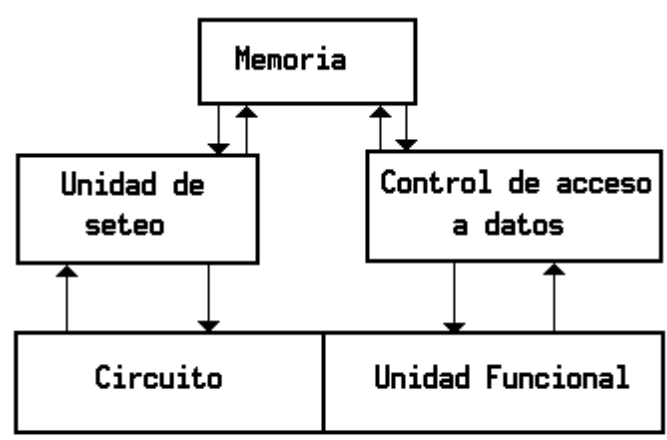 Memoria
Unidad de
seteo
Control de acceso
a datos
Circuito
Unidad Funcional